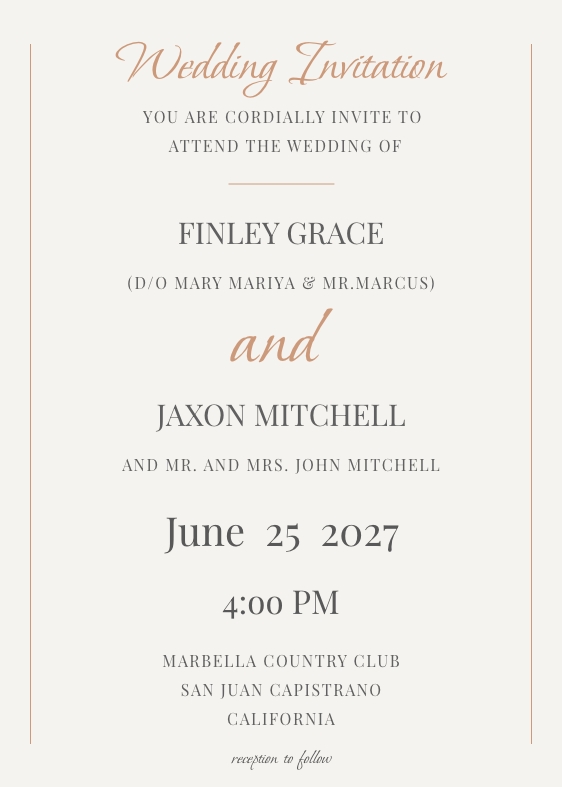 Wedding Invitation
YOU ARE CORDIALLY INVITE TO
ATTEND THE WEDDING OF
FINLEY GRACE
(D/O MARY MARIYA & MR.MARCUS)
and
JAXON MITCHELL
AND MR. AND MRS. JOHN MITCHELL
June 25 2027
4:00 PM
MARBELLA COUNTRY CLUB
SAN JUAN CAPISTRANO
CALIFORNIA
reception to follow